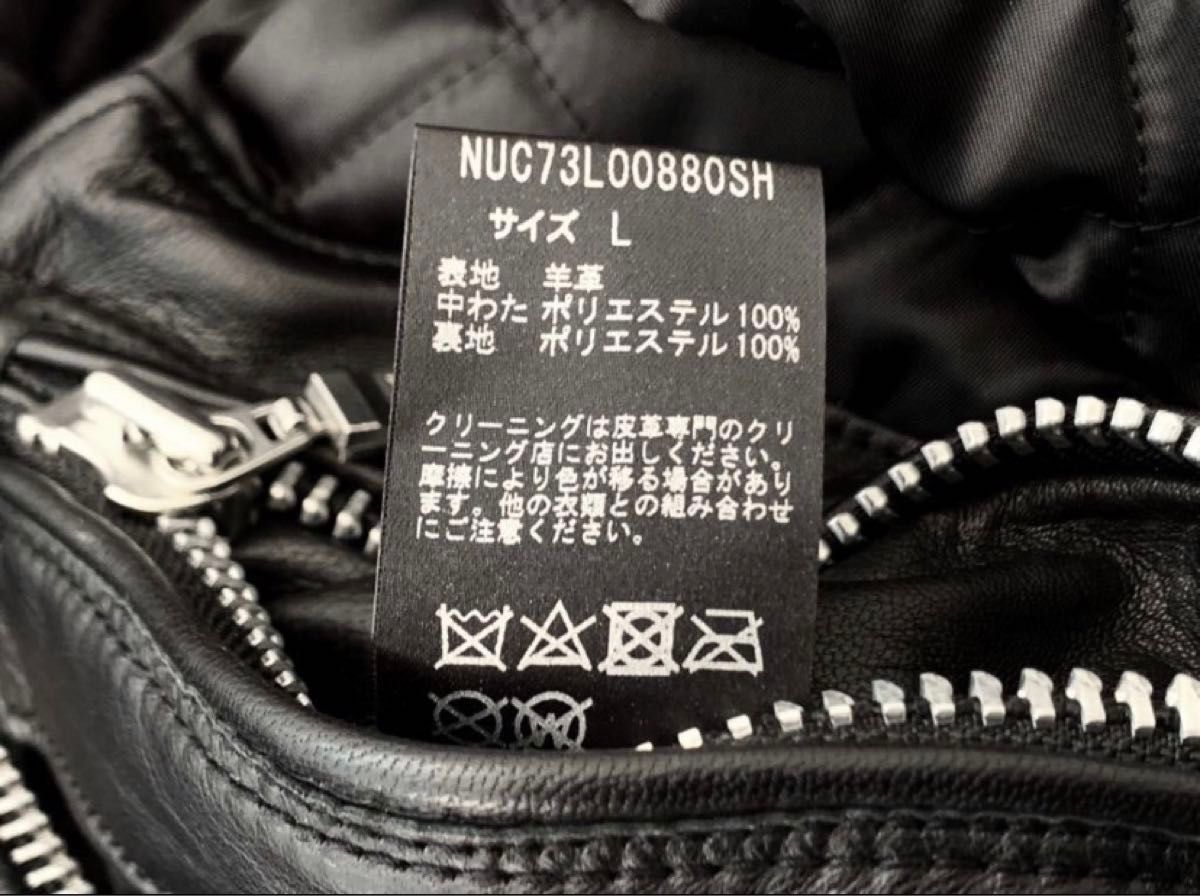 NUC73L00880SH
サイズ L
表地 羊革
中わた ポリエステル 100%
裏地 ポリエステル 100%
クリーニングは皮革専門のクリ
ーニング店にお出しください。
摩擦により色が移る場合があり
ます。他の衣類との組み合わせ
にご注意ください。